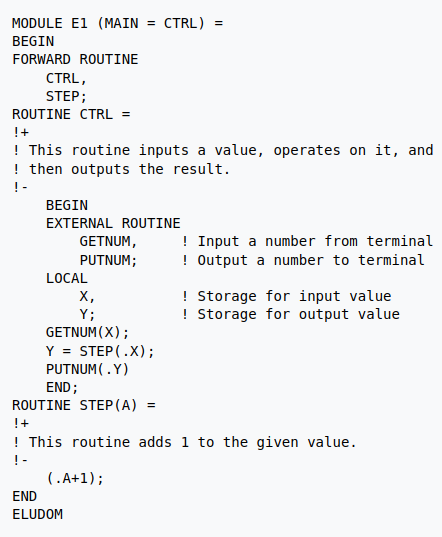 MODULE E1 (MAIN = CTRL) =
BEGIN
FORWARD ROUTINE
    CTRL,
    STEP;
ROUTINE CTRL =
!+
! This routine inputs a value, operates on it, and
! then outputs the result.
!-
    BEGIN
    EXTERNAL ROUTINE
        GETNUM,     ! Input a number from terminal
        PUTNUM;     ! Output a number to terminal
    LOCAL
        X,          ! Storage for input value
        Y;          ! Storage for output value
    GETNUM(X);
    Y = STEP(.X);
    PUTNUM(.Y)
    END;
ROUTINE STEP(A) =
!+
! This routine adds 1 to the given value.
!-
    (.A+1);
END
ELUDOM